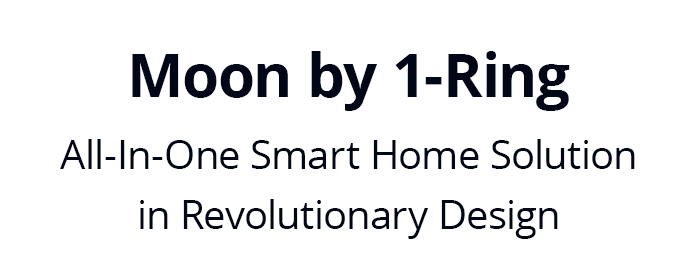 Moon by 1-Ring
All-In-One Smart Home Solution
in Revolutionary Design